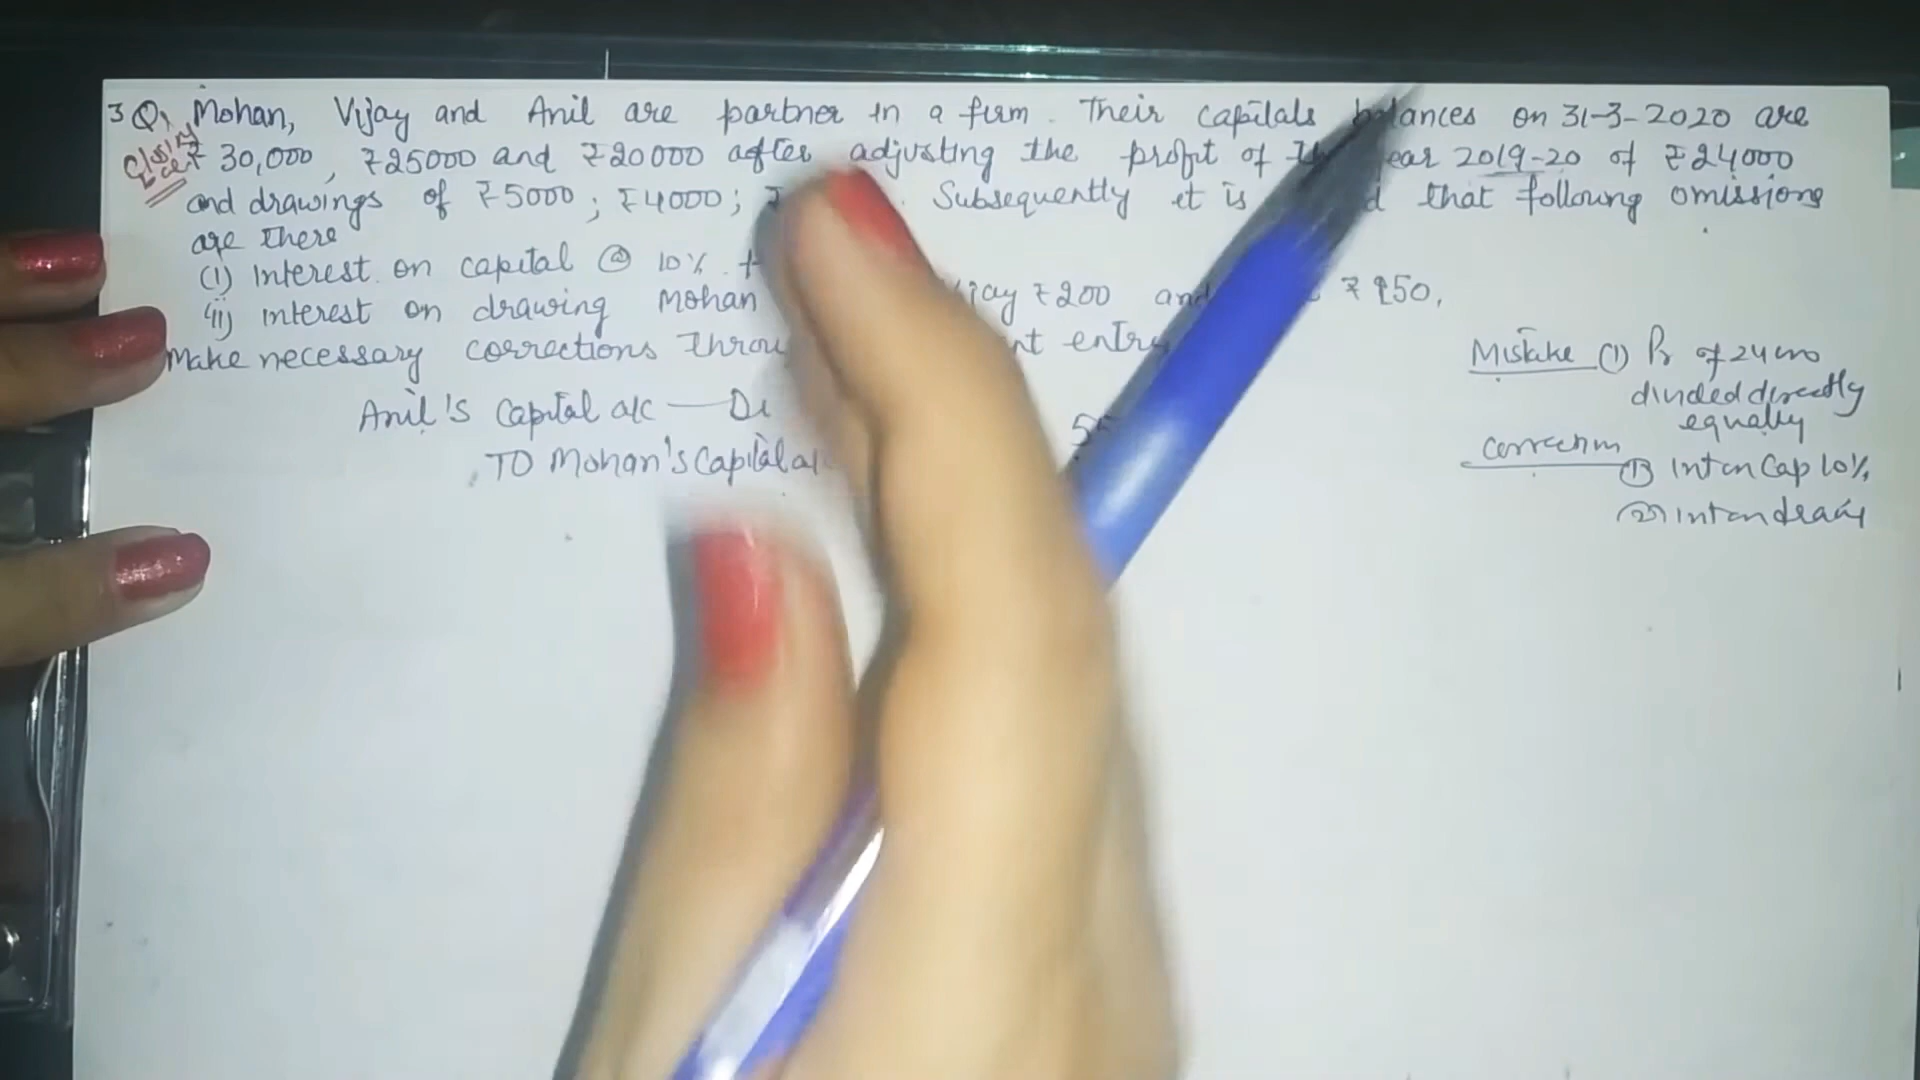 3 Q, Mohan, Vijay and Anil are partner in a firm. Their capitals balances on 31-3-2020 are
closing
₹ 30,000, ₹25000 and ₹20000 after adjusting the profit of ear 2019-20 of ₹24000
and drawings of ₹5000; ₹4000; Subsequently it is that following omissions
are there
(i) Interest on capital @ 10%
(ii) interest on drawing Mohan ₹200 and ₹150,
Make necessary corrections entry
Anil's Capital a/c — Dr
TO Mohan's Capital a/
Mistake (1) Pr of 24000
divided directly
equally
correction
(1) Int on Cap 10%
(2) int on